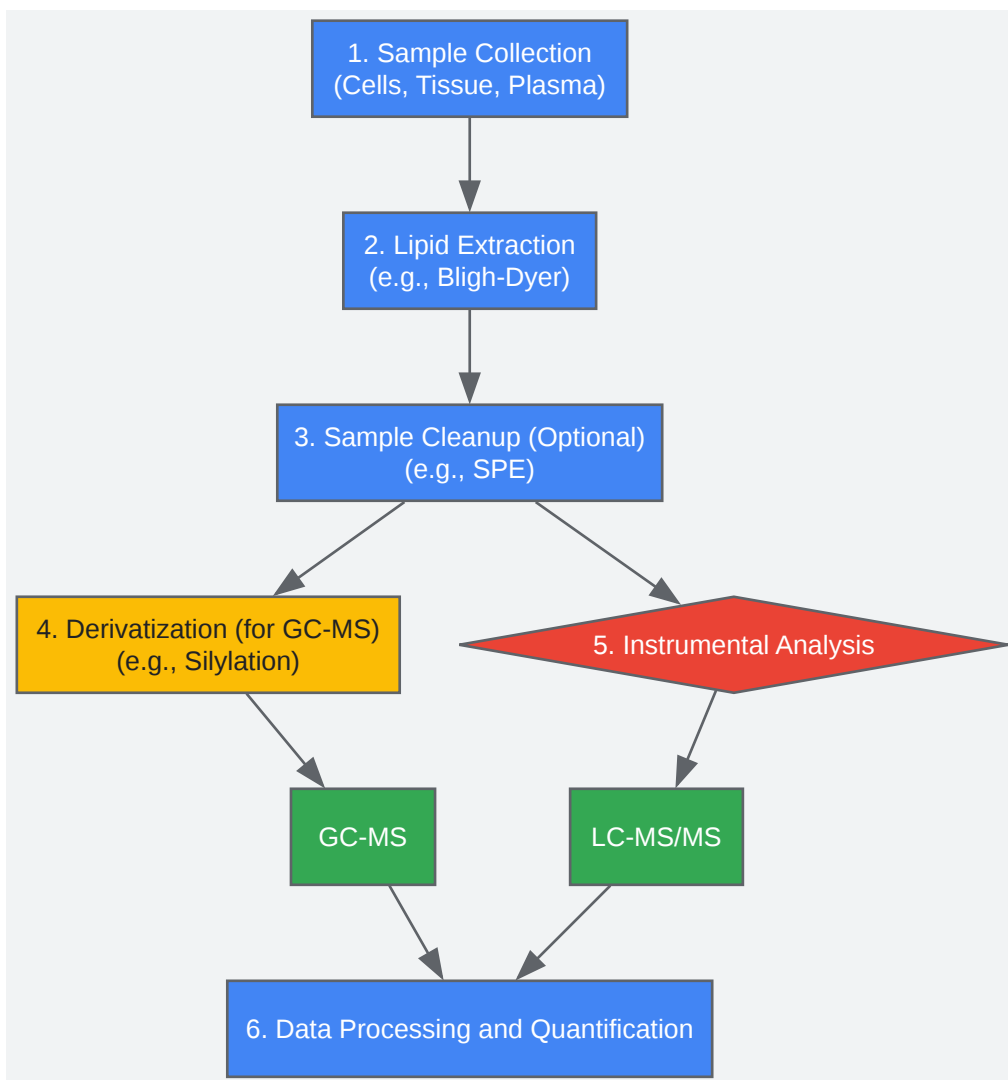 1. Sample Collection
(Cells, Tissue, Plasma)
2. Lipid Extraction
(e.g., Bligh-Dyer)
3. Sample Cleanup (Optional)
(e.g., SPE)
4. Derivatization (for GC-MS)
(e.g., Silylation)
5. Instrumental Analysis
GC-MS
LC-MS/MS
6. Data Processing and Quantification